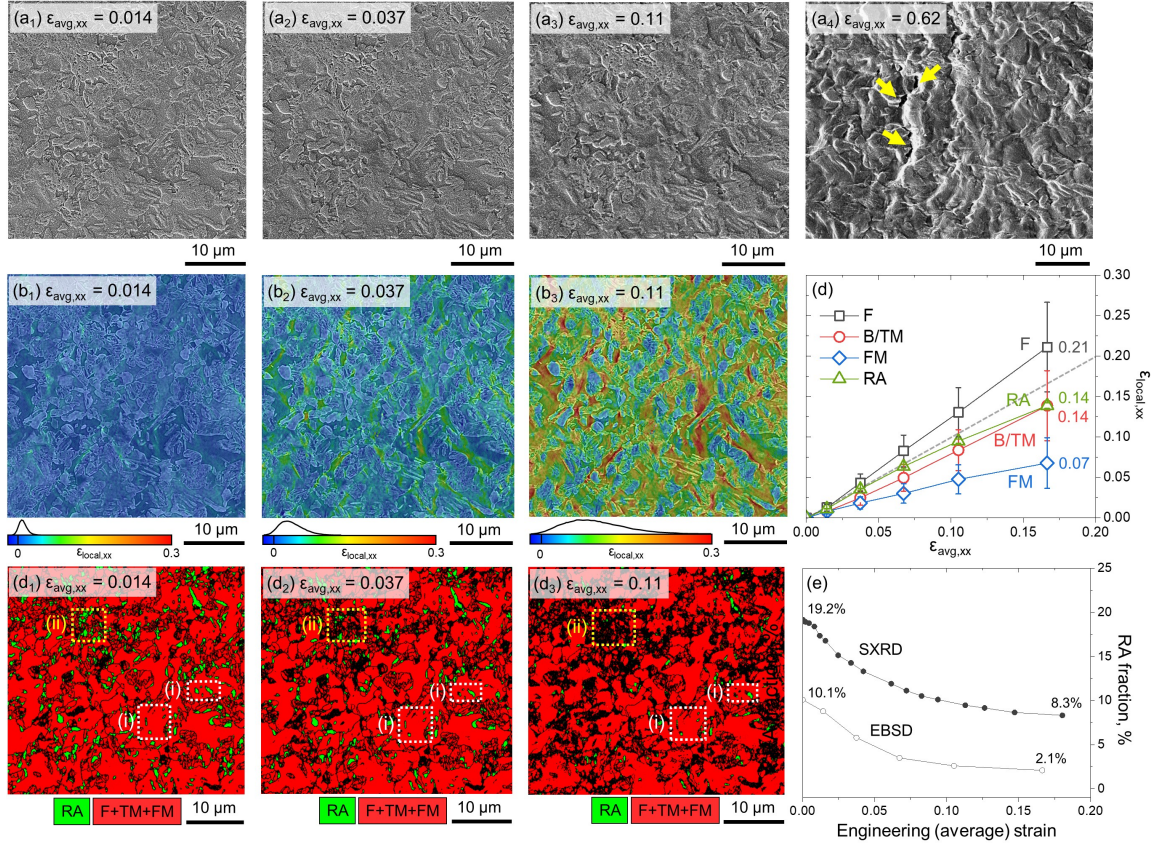 (a₁) ε_avg,xx = 0.014
(a₂) ε_avg,xx = 0.037
(a₃) ε_avg,xx = 0.11
(a₄) ε_avg,xx = 0.62
10 μm
10 μm
10 μm
10 μm
(b₁) ε_avg,xx = 0.014
(b₂) ε_avg,xx = 0.037
(b₃) ε_avg,xx = 0.11
0 ε_local,xx 0.3
10 μm
0 ε_local,xx 0.3
10 μm
0 ε_local,xx 0.3
10 μm
(d)
F
B/TM
FM
RA
F
0.21
RA
0.14
0.14
B/TM
0.07
FM
0.30
0.25
0.20
0.15
0.10
0.05
0.00
ε_local,xx
0.00 0.05 0.10 0.15 0.20
ε_avg,xx
(d₁) ε_avg,xx = 0.014
(ii)
(i)
(i)
(d₂) ε_avg,xx = 0.037
(ii)
(i)
(i)
(d₃) ε_avg,xx = 0.11
(ii)
(i)
(i)
RA F+TM+FM 10 μm
RA F+TM+FM 10 μm
RA F+TM+FM 10 μm
(e)
19.2%
SXRD
10.1%
8.3%
EBSD
2.1%
25
20
15
10
5
0
RA fraction, %
0.00 0.05 0.10 0.15 0.20
Engineering (average) strain